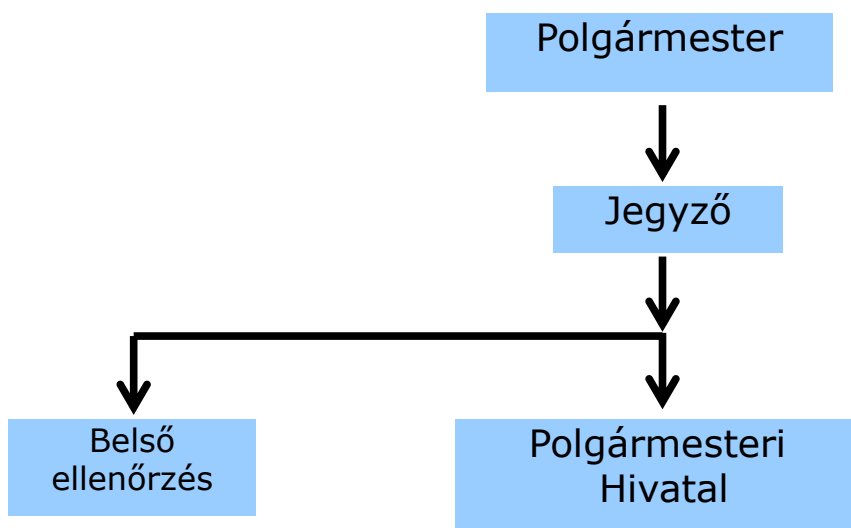 Polgármester
Jegyző
Belső
ellenőrzés
Polgármesteri
Hivatal